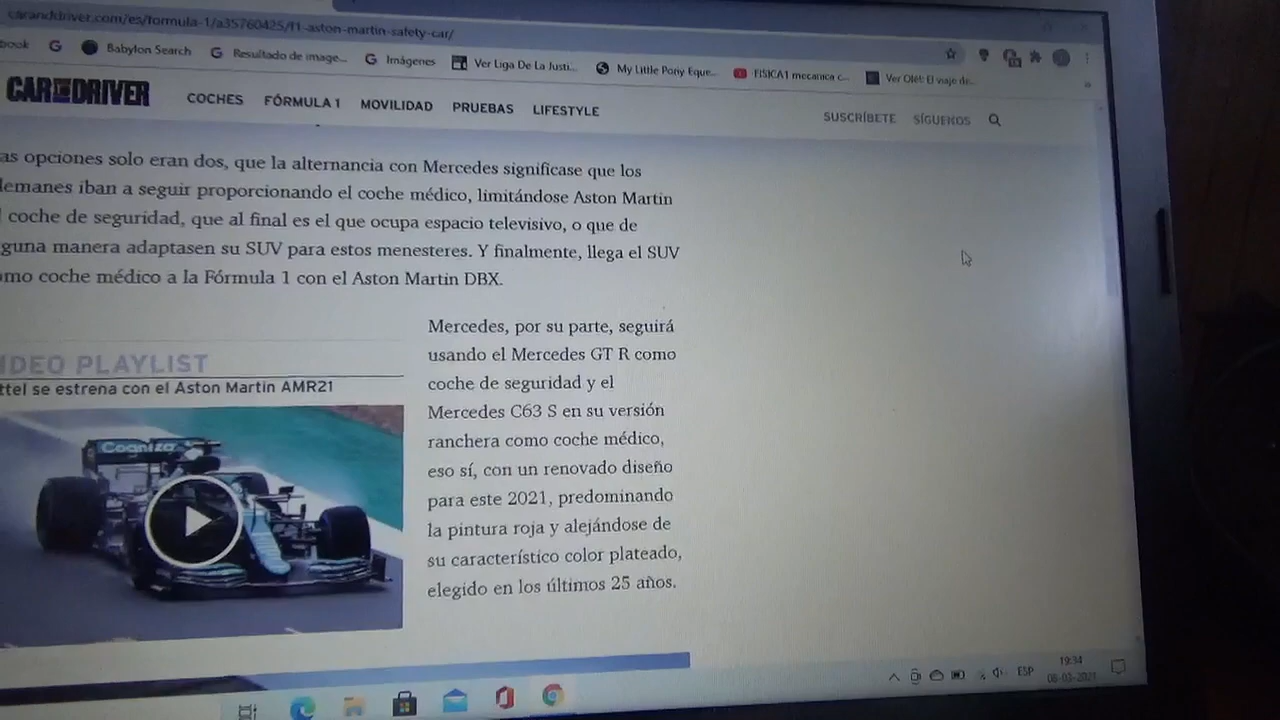 caranddriver.com/es/formula-1/a35760425/f1-aston-martin-safety-car/
book
Babylon Search
Resultado de image...
Imágenes
Ver Liga De La Justi...
My Little Pony Eque...
FISICA1 mecanica c...
Ver Olét: El viaje de...
CAR AND DRIVER
COCHES
FÓRMULA 1
MOVILIDAD
PRUEBAS
LIFESTYLE
SUSCRÍBETE
SÍGUENOS
as opciones solo eran dos, que la alternancia con Mercedes significase que los
lemanes iban a seguir proporcionando el coche médico, limitándose Aston Martin
l coche de seguridad, que al final es el que ocupa espacio televisivo, o que de
guna manera adaptasen su SUV para estos menesteres. Y finalmente, llega el SUV
omo coche médico a la Fórmula 1 con el Aston Martin DBX.
IDEO PLAYLIST
ttel se estrena con el Aston Martin AMR21
Cogniza
Mercedes, por su parte, seguirá
usando el Mercedes GT R como
coche de seguridad y el
Mercedes C63 S en su versión
ranchera como coche médico,
eso sí, con un renovado diseño
para este 2021, predominando
la pintura roja y alejándose de
su característico color plateado,
elegido en los últimos 25 años.
ESP
19:34
08-03-2021